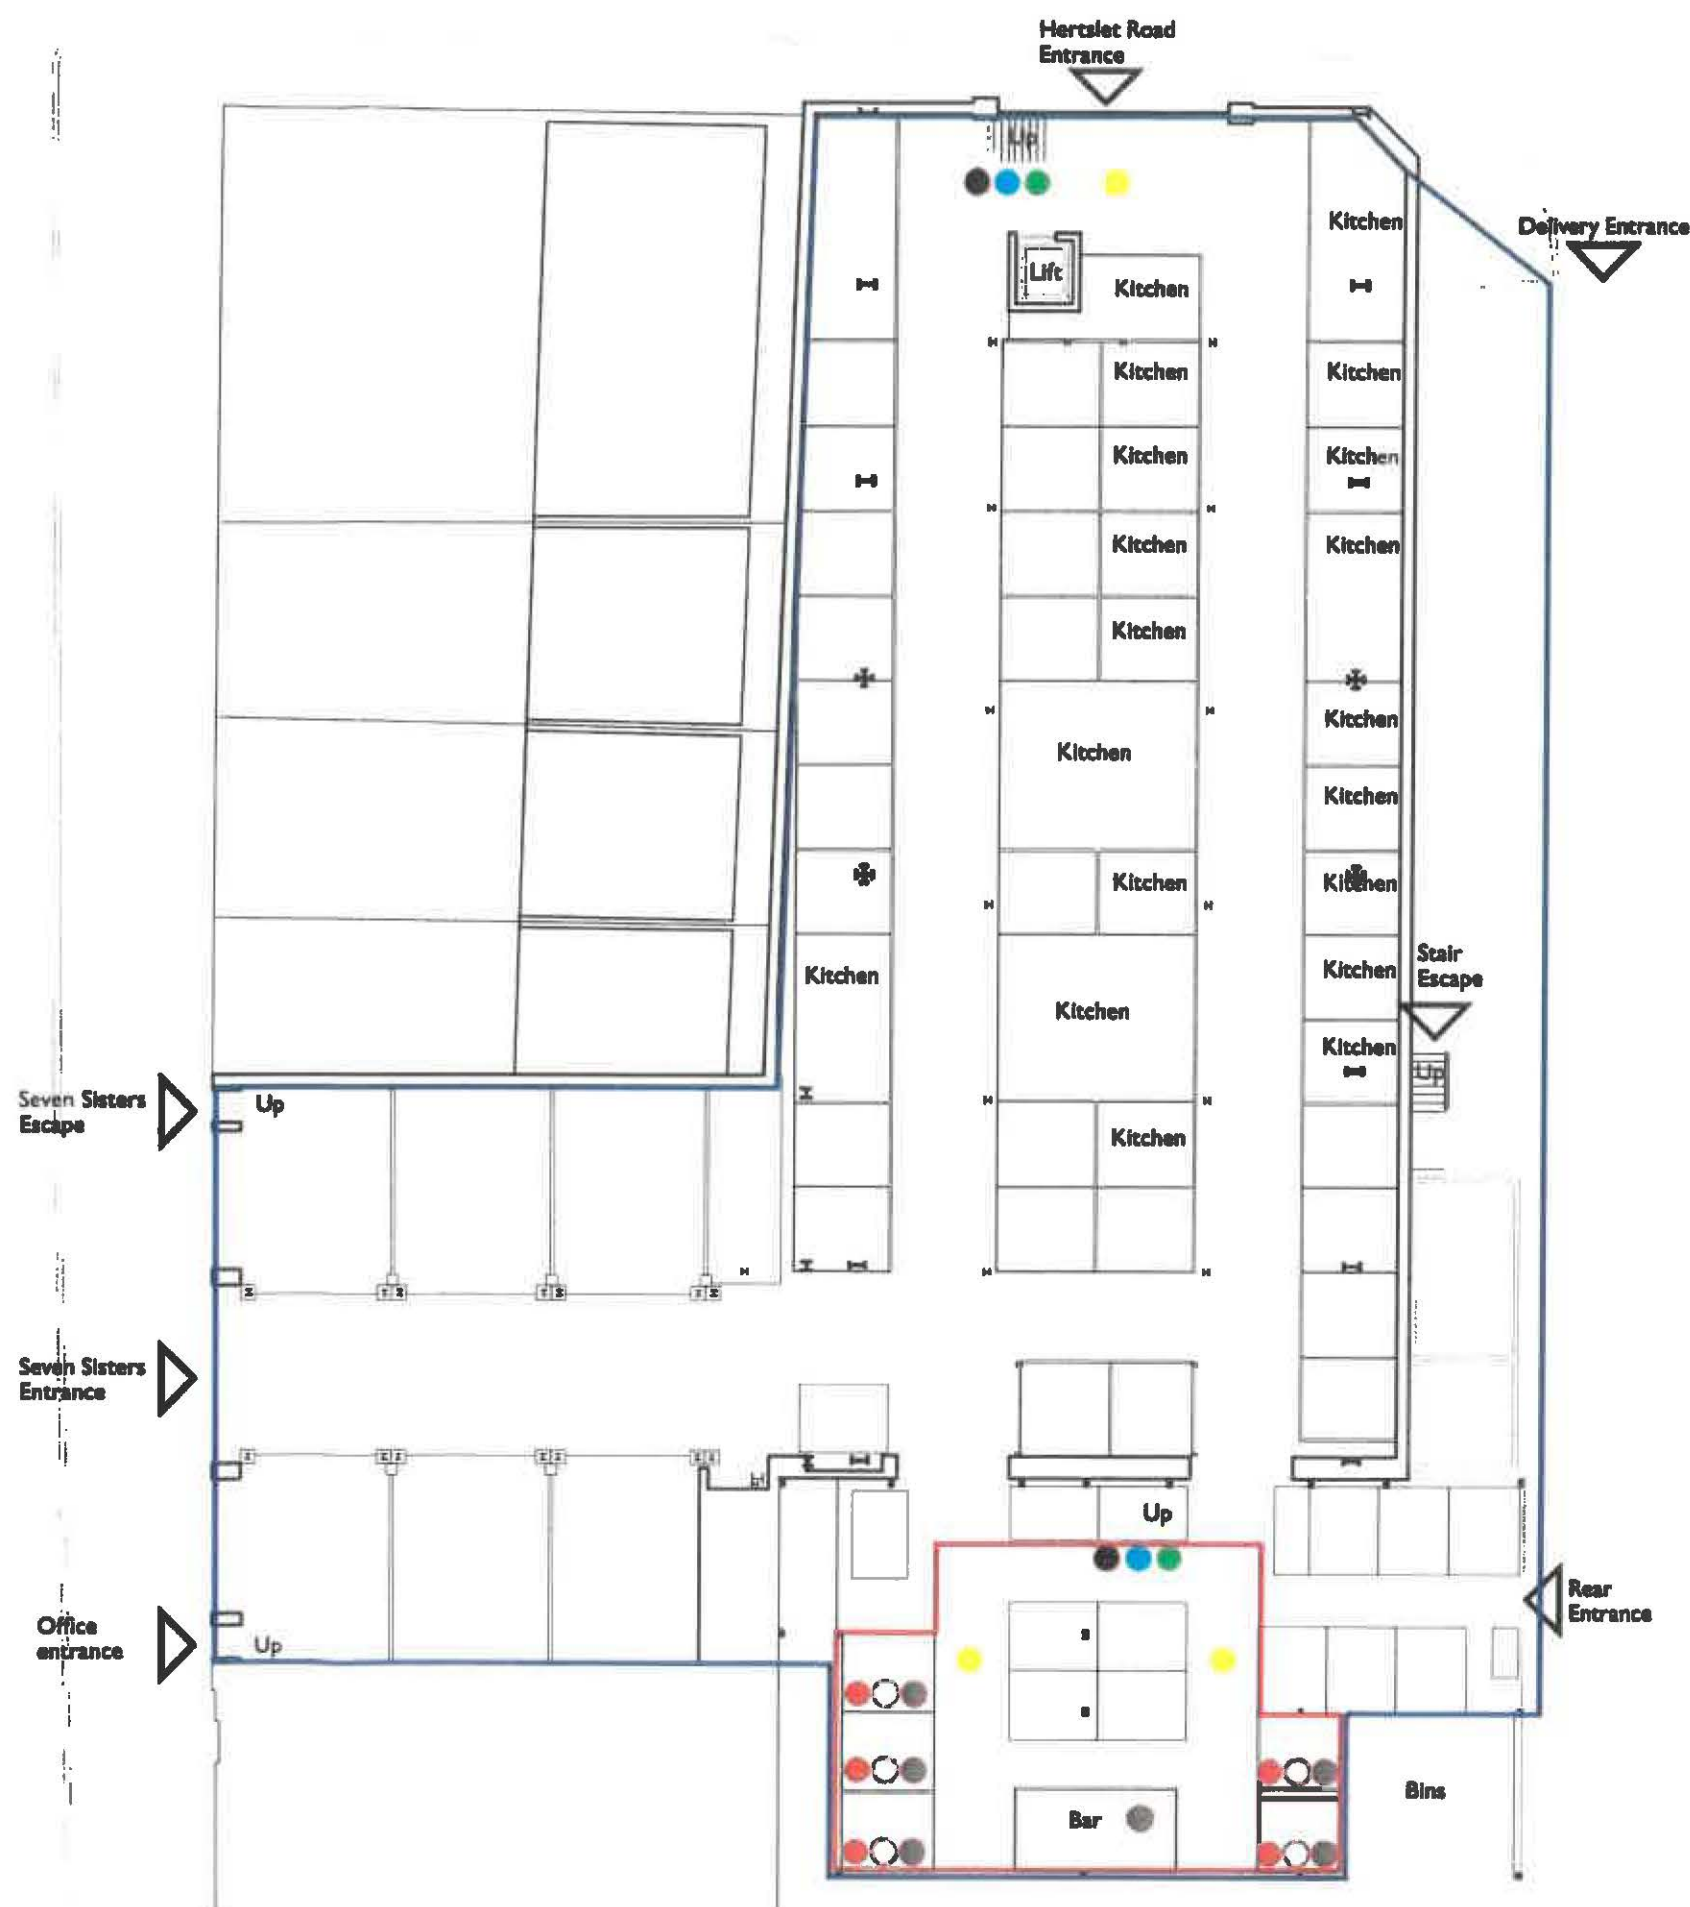 Hertslet Road
Entrance
Up
Delivery Entrance
Kitchen
Lift
Kitchen
Kitchen
Kitchen
Kitchen
Kitchen
Kitchen
Kitchen
Kitchen
Kitchen
Kitchen
Kitchen
Kitchen
Kitchen
Kitchen
Stair
Escape
Kitchen
Kitchen
Kitchen
Kitchen
Up
Seven Sisters
Escape
Up
Kitchen
Seven Sisters
Entrance
Up
Rear
Entrance
Office
entrance
Up
Bar
Bins